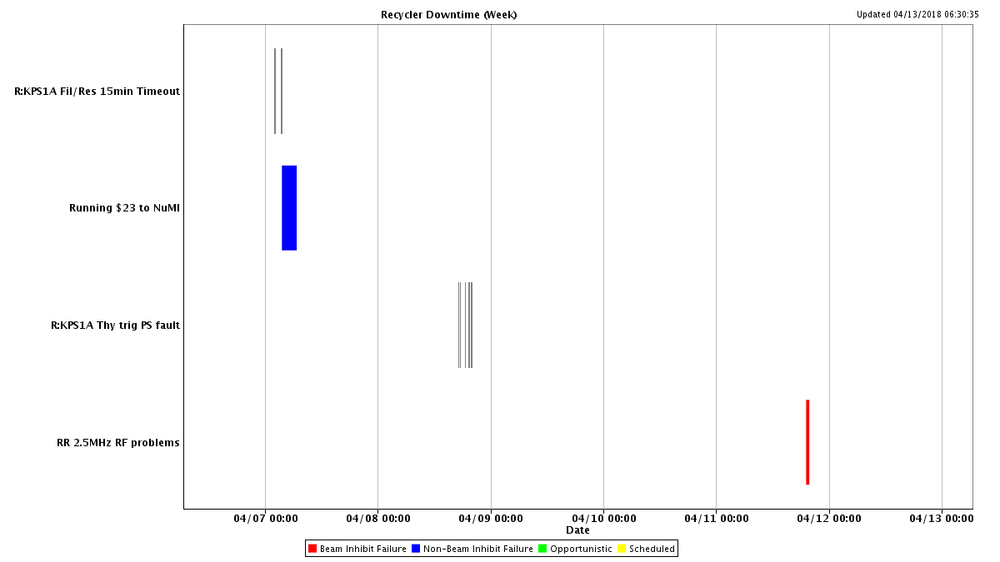 Recycler Downtime (Week)
Updated 04/13/2018 06:30:35
R:KPS1A Fil/Res 15min Timeout
Running $23 to NuMI
R:KPS1A Thy trig PS fault
RR 2.5MHz RF problems
04/07 00:00 04/08 00:00 04/09 00:00 04/10 00:00 04/11 00:00 04/12 00:00 04/13 00:00
Date
Beam Inhibit Failure Non-Beam Inhibit Failure Opportunistic Scheduled